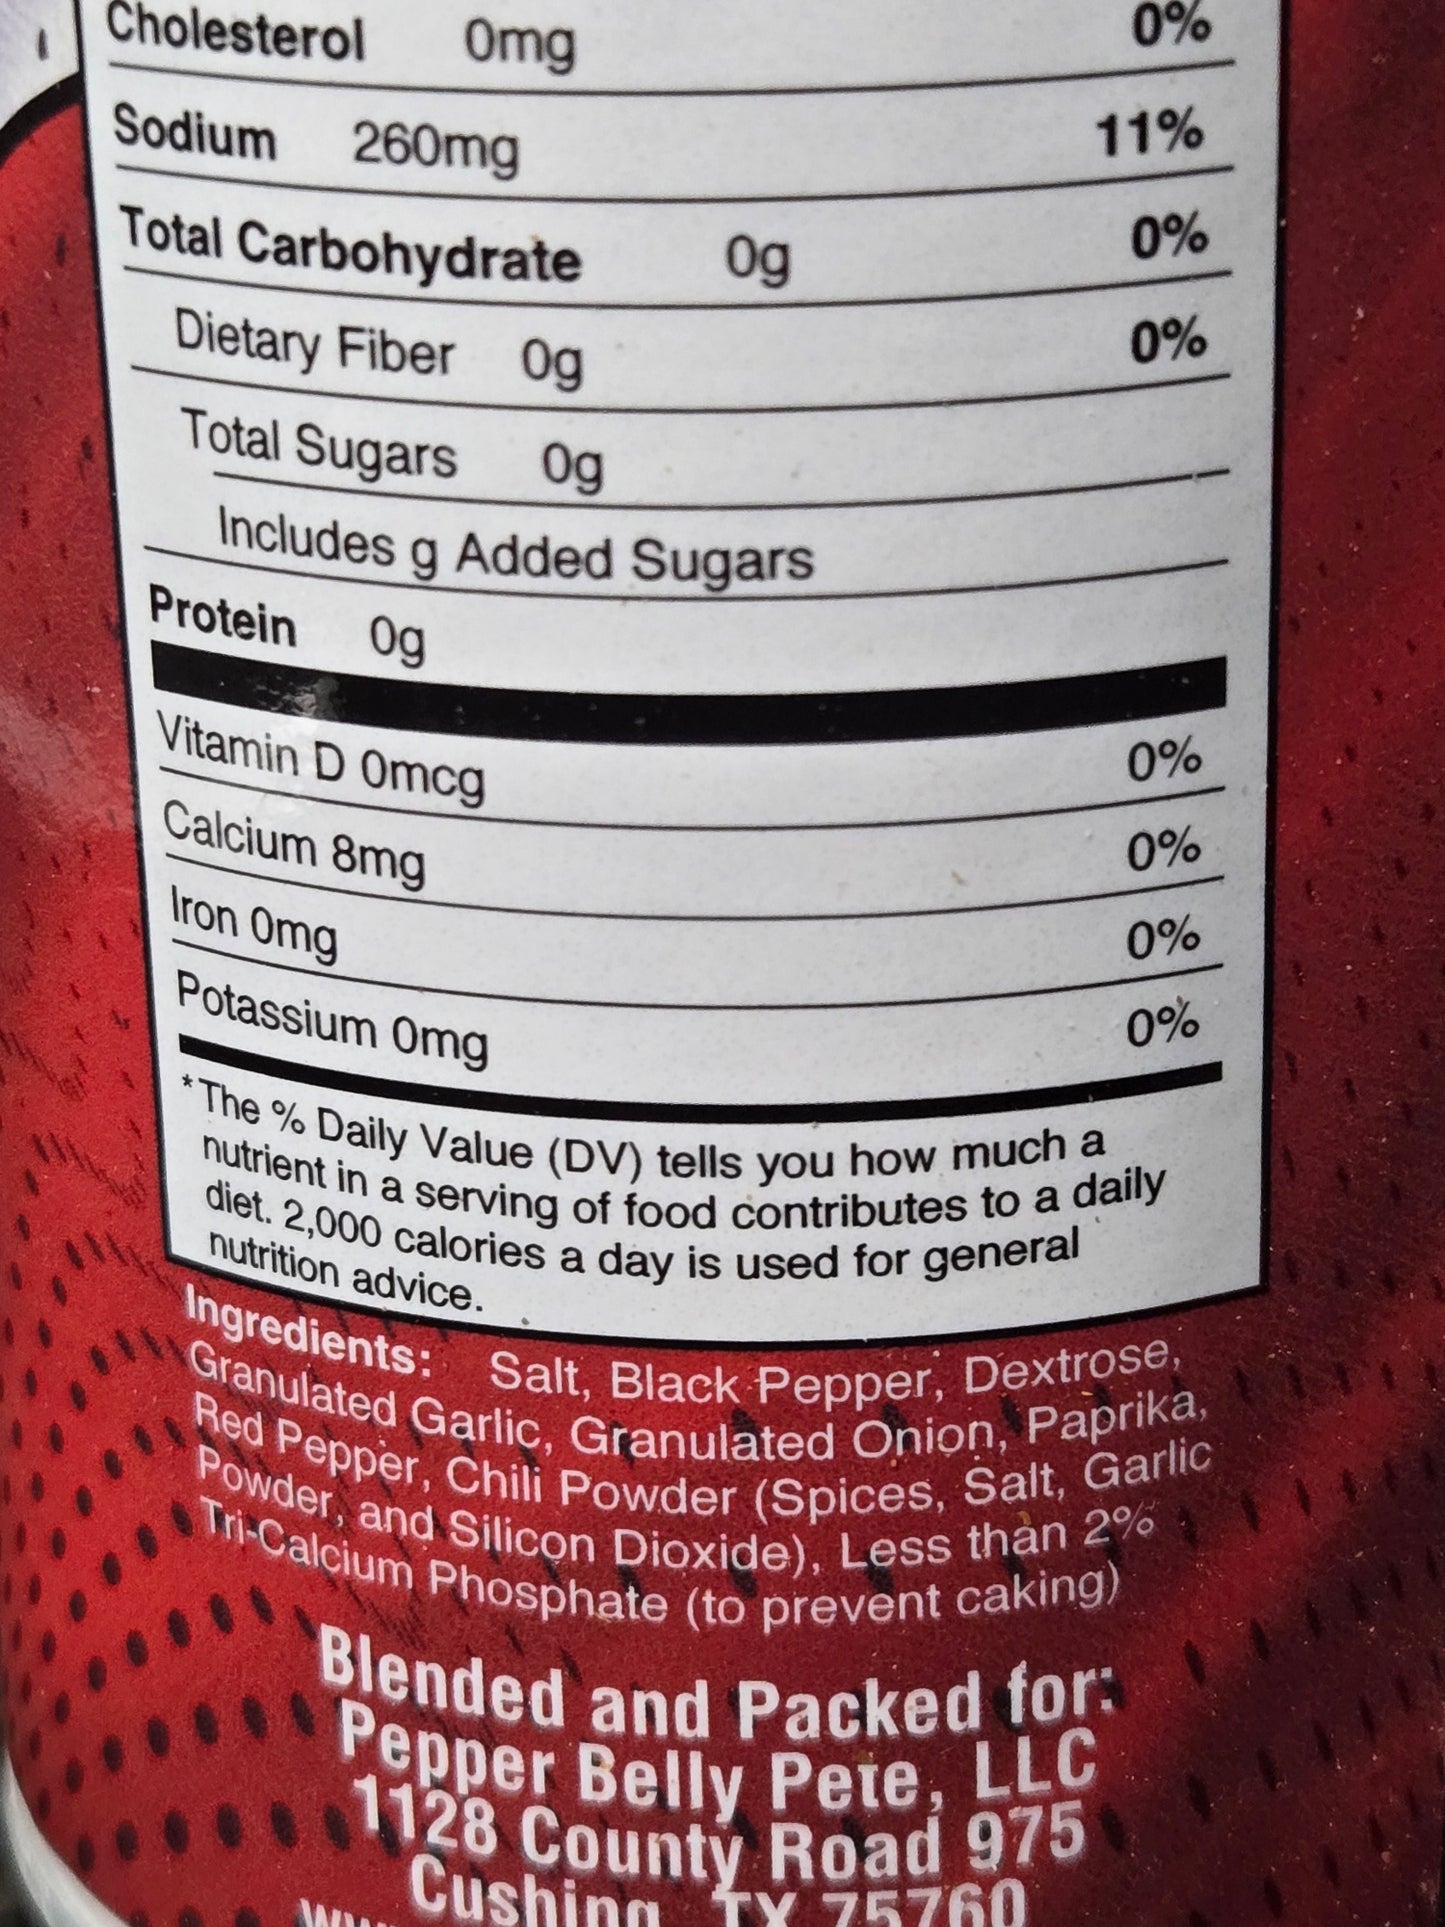 Cholesterol 0mg 0%
Sodium 260mg 11%
Total Carbohydrate 0g 0%
Dietary Fiber 0g 0%
Total Sugars 0g
Includes g Added Sugars
Protein 0g
Vitamin D 0mcg 0%
Calcium 8mg 0%
Iron 0mg 0%
Potassium 0mg 0%
*The % Daily Value (DV) tells you how much a
nutrient in a serving of food contributes to a daily
diet. 2,000 calories a day is used for general
nutrition advice.
Ingredients: Salt, Black Pepper, Dextrose,
Granulated Garlic, Granulated Onion, Paprika,
Red Pepper, Chili Powder (Spices, Salt, Garlic
Powder, and Silicon Dioxide), Less than 2%
Tri-Calcium Phosphate (to prevent caking)
Blended and Packed for:
Pepper Belly Pete, LLC
1128 County Road 975
Cushing, TX 75760